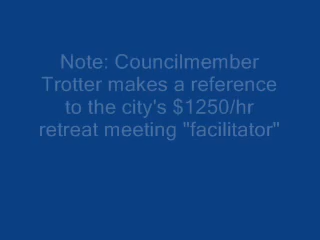 Note: Councilmember
Trotter makes a reference
to the city's $1250/hr
retreat meeting "facilitator"